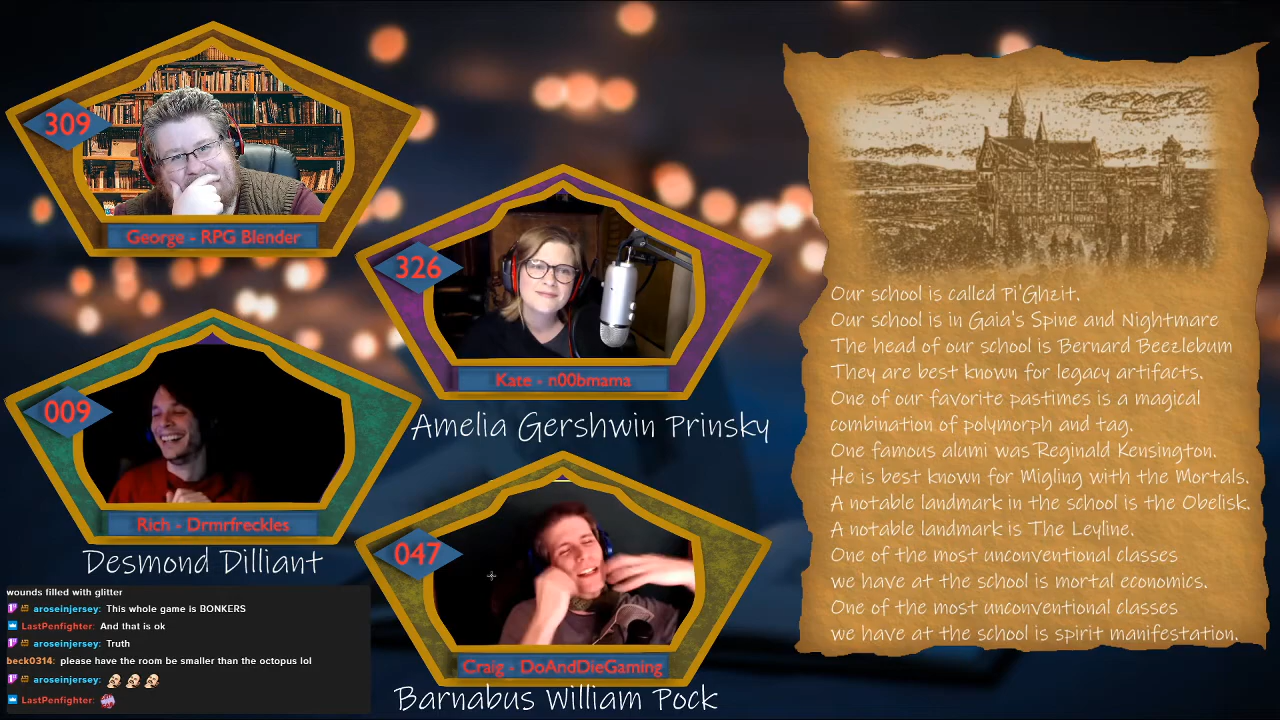 309
George - RPG Blender
326
Kate - n00bmama
Amelia Gershwin Prinsky
009
Rich - Drmrfreckles
Desmond Dilliant
047
Craig - DoAndDieGaming
Barnabus William Pock
wounds filled with glitter
aroseinjersey: This whole game is BONKERS
LastPenfighter: And that is ok
aroseinjersey: Truth
beck0314: please have the room be smaller than the octopus lol
aroseinjersey:
LastPenfighter:
Our school is called Pi'Ghzit.
Our school is in Gaia's Spine and Nightmare
The head of our school is Bernard Beezlebum
They are best known for legacy artifacts.
One of our favorite pastimes is a magical
combination of polymorph and tag.
One famous alumi was Reginald Kensington.
He is best known for Migling with the Mortals.
A notable landmark in the school is the Obelisk.
A notable landmark is The Leyline.
One of the most unconventional classes
we have at the school is mortal economics.
One of the most unconventional classes
we have at the school is spirit manifestation.